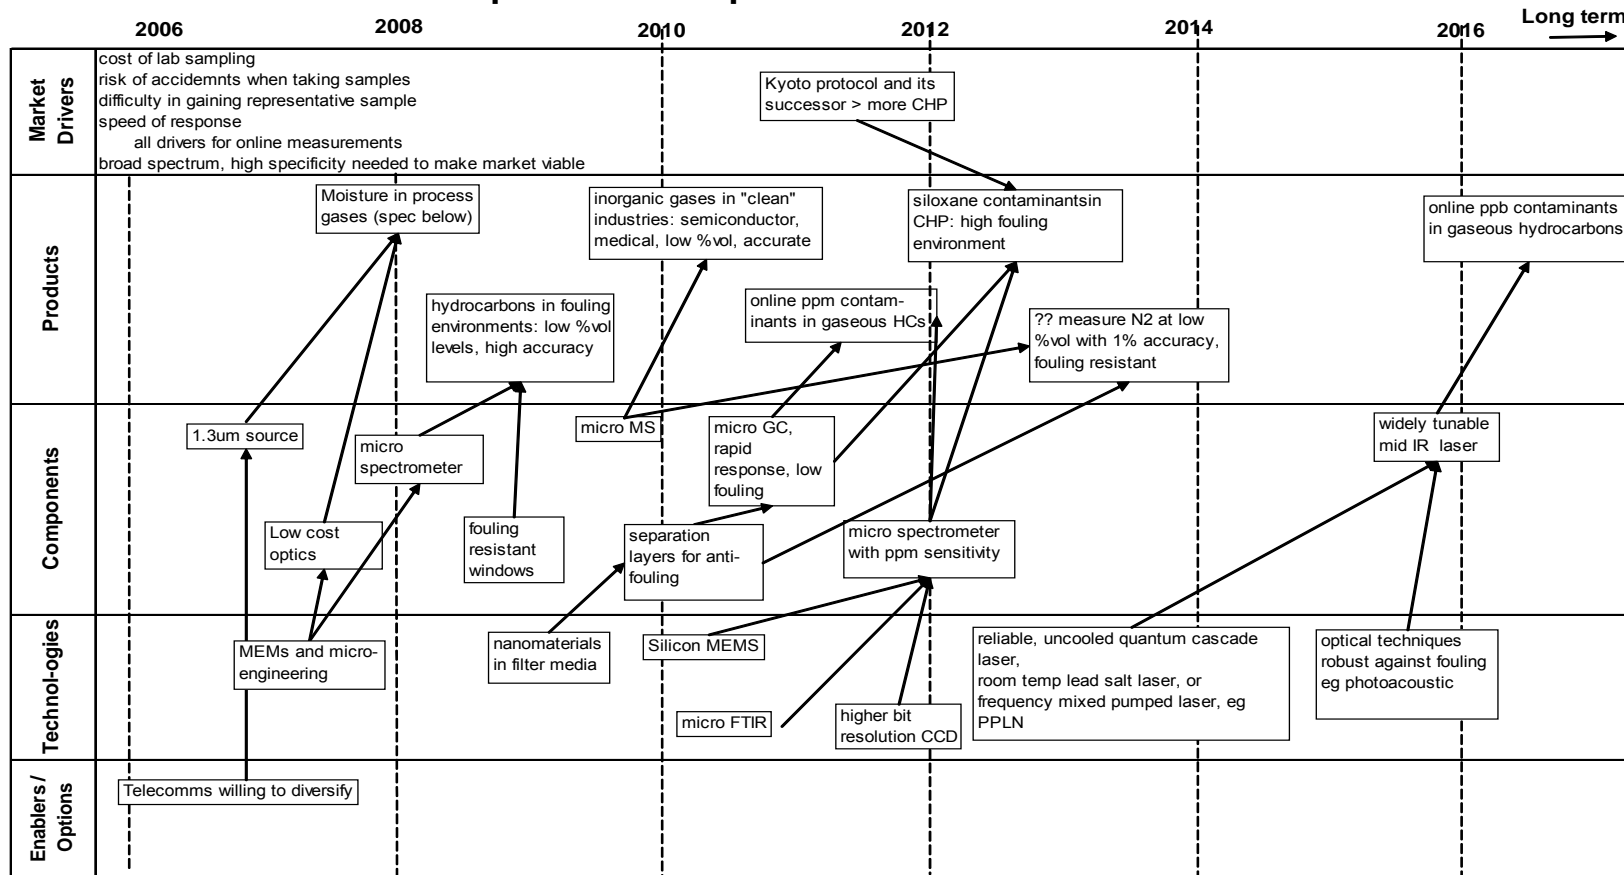 2006
2008
2010
2012
2014
2016
Long term
Market
Drivers
cost of lab sampling
risk of accidemnts when taking samples
difficulty in gaining representative sample
speed of response
all drivers for online measurements
broad spectrum, high specificity needed to make market viable
Kyoto protocol and its
successor > more CHP
Products
Moisture in process
gases (spec below)
inorganic gases in "clean"
industries: semiconductor,
medical, low %vol, accurate
siloxane contaminantsin
CHP: high fouling
environment
online ppb contaminants
in gaseous hydrocarbons
hydrocarbons in fouling
environments: low %vol
levels, high accuracy
online ppm contam-
inants in gaseous HCs
?? measure N2 at low
%vol with 1% accuracy,
fouling resistant
Components
1.3um source
micro
spectrometer
micro MS
micro GC,
rapid
response, low
fouling
widely tunable
mid IR laser
Low cost
optics
fouling
resistant
windows
separation
layers for anti-
fouling
micro spectrometer
with ppm sensitivity
Technol-ogies
MEMs and micro-
engineering
nanomaterials
in filter media
Silicon MEMS
micro FTIR
higher bit
resolution CCD
reliable, uncooled quantum cascade
laser,
room temp lead salt laser, or
frequency mixed pumped laser, eg
PPLN
optical techniques
robust against fouling
eg photoacoustic
Enablers /
Options
Telecomms willing to diversify